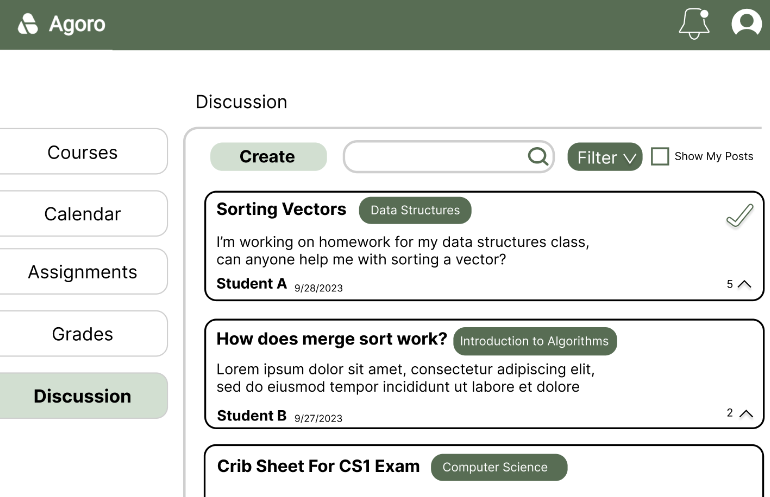 Agoro
Discussion
Courses
Calendar
Assignments
Grades
Discussion
Create
Filter
Show My Posts
Sorting Vectors
Data Structures
I'm working on homework for my data structures class,
can anyone help me with sorting a vector?
Student A 9/28/2023
5
How does merge sort work?
Introduction to Algorithms
Lorem ipsum dolor sit amet, consectetur adipiscing elit,
sed do eiusmod tempor incididunt ut labore et dolore
Student B 9/27/2023
2
Crib Sheet For CS1 Exam
Computer Science